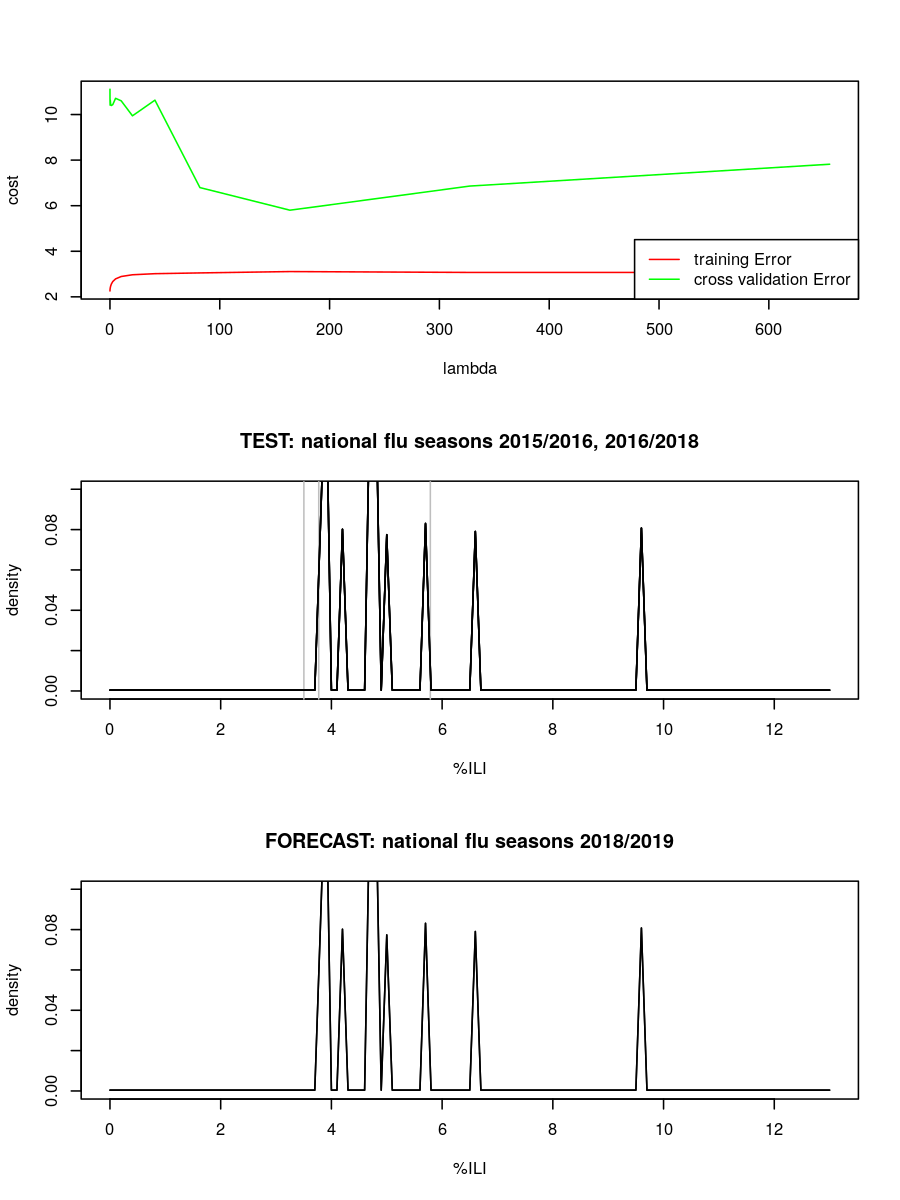 10
8
6
4
2
cost
training Error
cross validation Error
0 100 200 300 400 500 600
lambda
TEST: national flu seasons 2015/2016, 2016/2018
0.08
0.04
0.00
density
0 2 4 6 8 10 12
%ILI
FORECAST: national flu seasons 2018/2019
0.08
0.04
0.00
density
0 2 4 6 8 10 12
%ILI